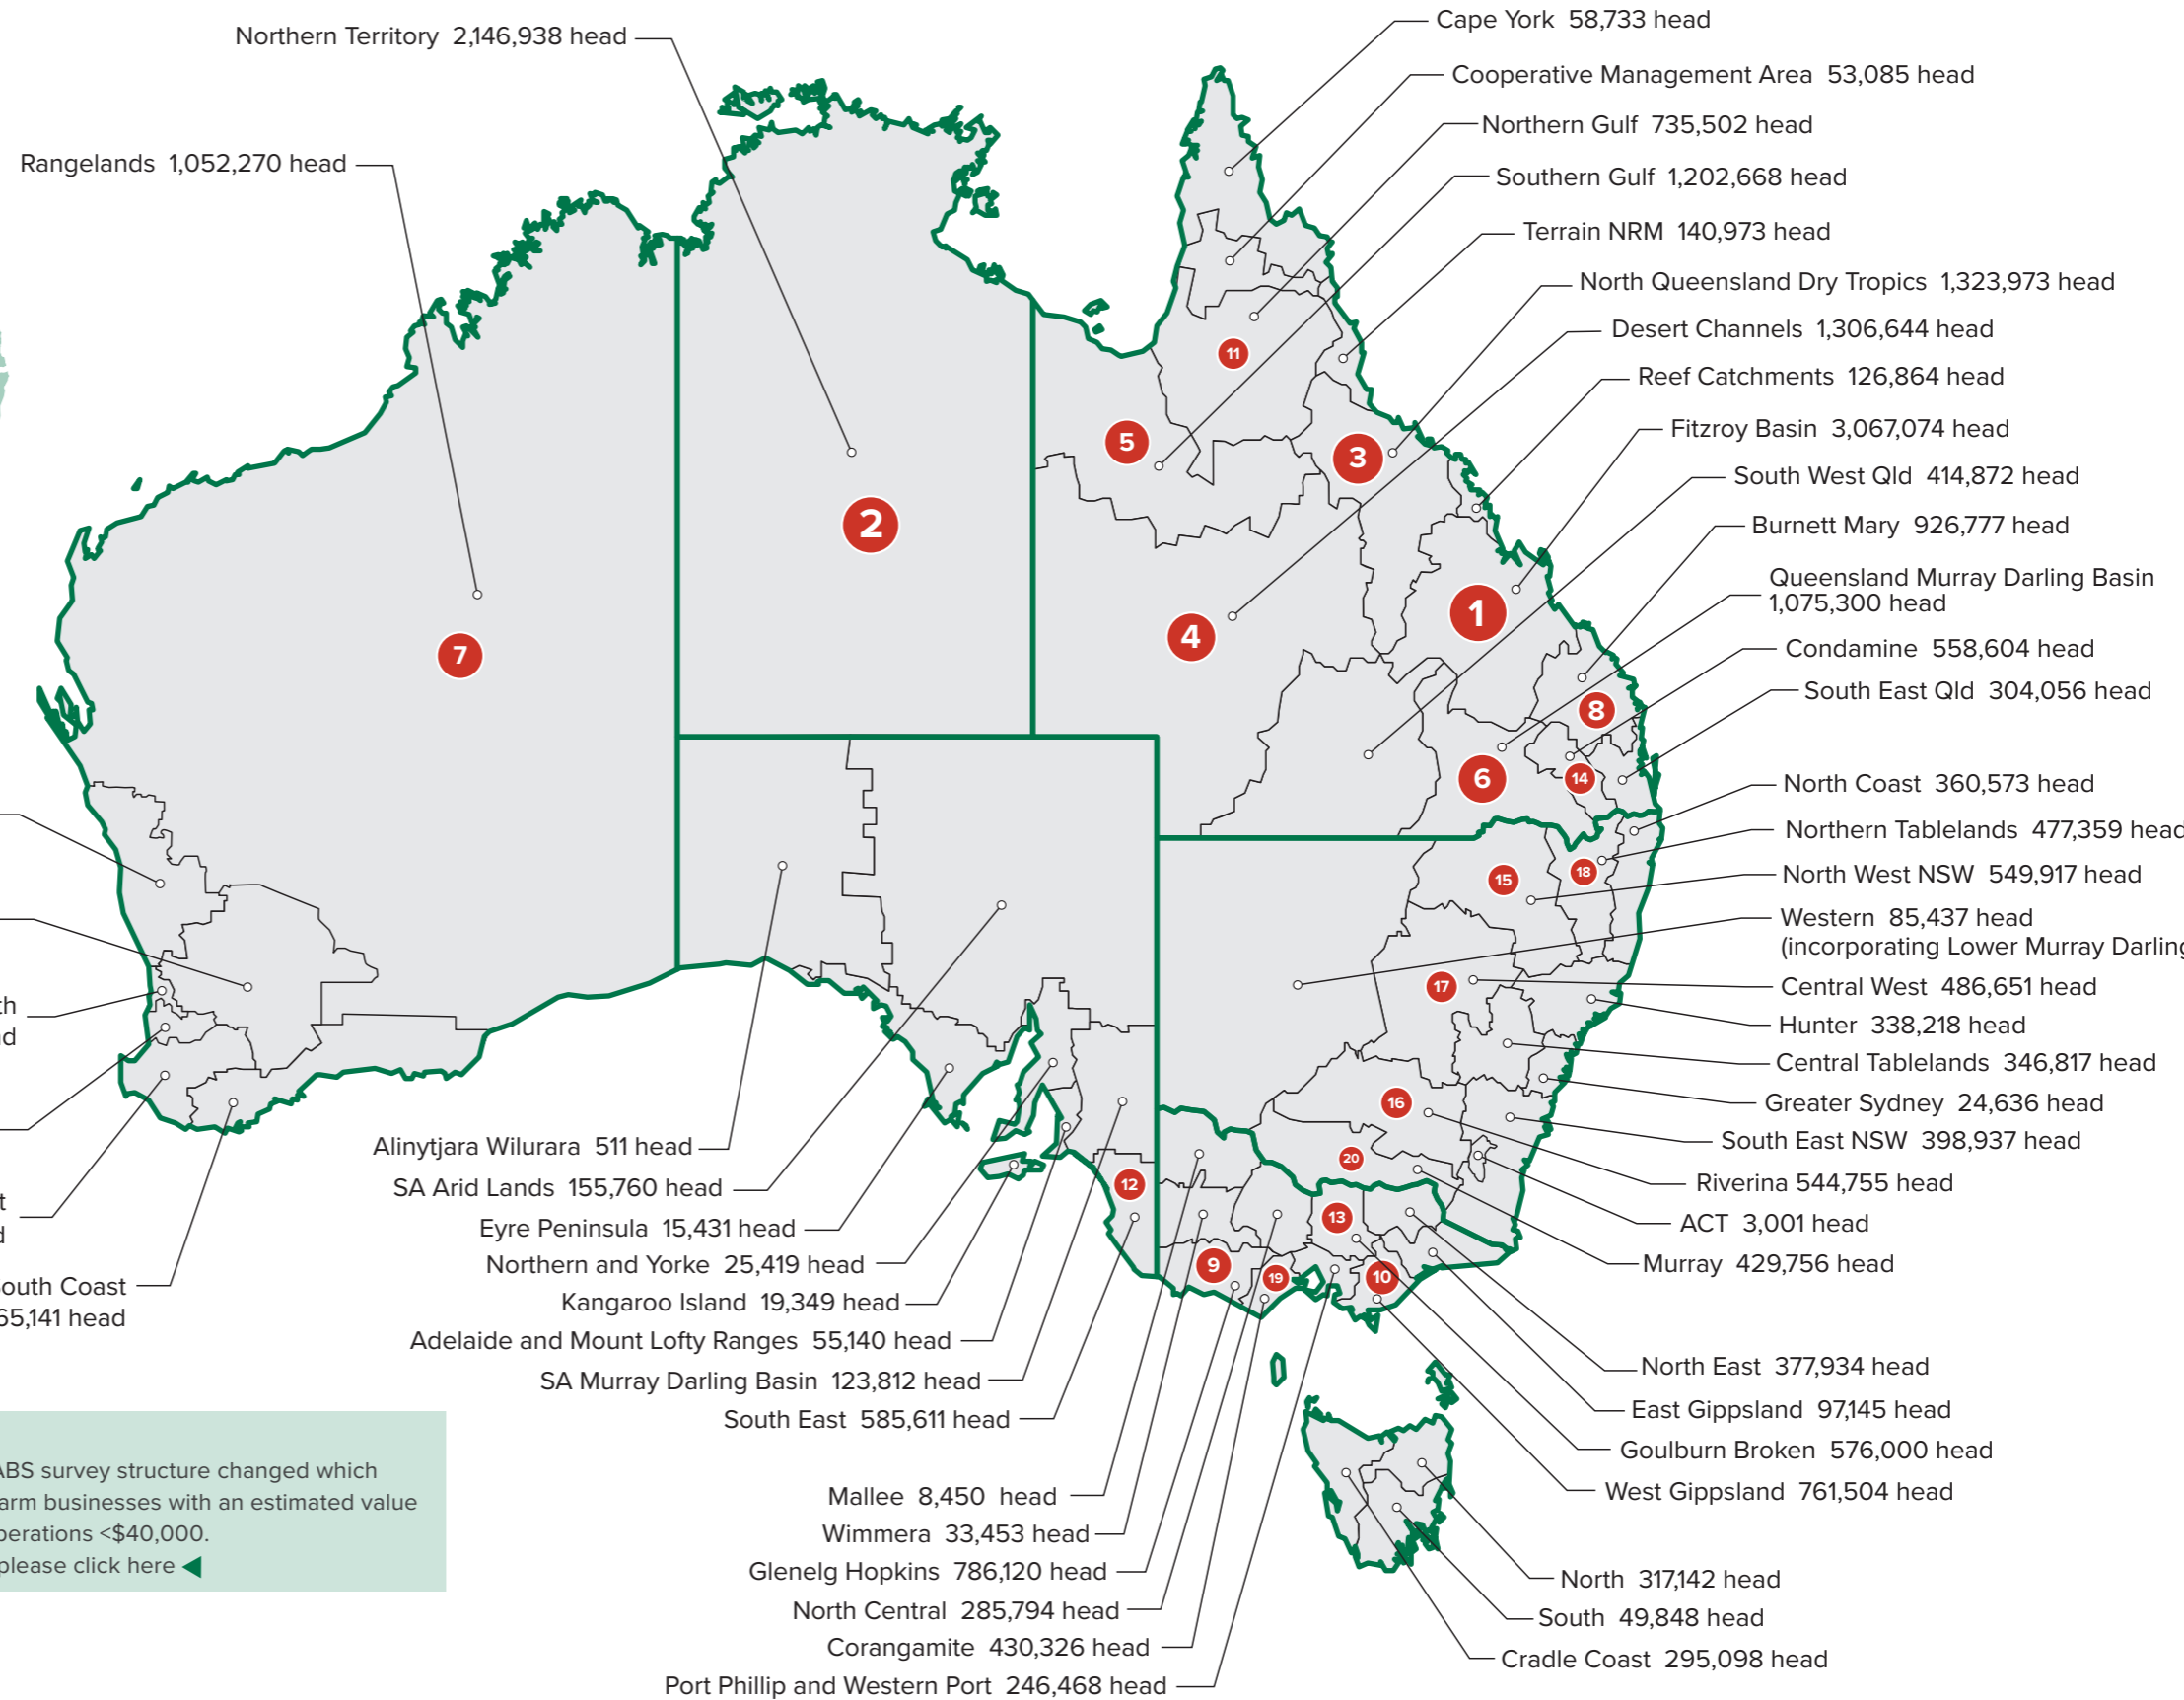 Northern Territory 2,146,938 head
Rangelands 1,052,270 head
Cape York 58,733 head
Cooperative Management Area 53,085 head
Northern Gulf 735,502 head
Southern Gulf 1,202,668 head
Terrain NRM 140,973 head
North Queensland Dry Tropics 1,323,973 head
Desert Channels 1,306,644 head
Reef Catchments 126,864 head
Fitzroy Basin 3,067,074 head
South West Qld 414,872 head
Burnett Mary 926,777 head
Queensland Murray Darling Basin
1,075,300 head
Condamine 558,604 head
South East Qld 304,056 head
North Coast 360,573 head
Northern Tablelands 477,359 head
North West NSW 549,917 head
Western 85,437 head
(incorporating Lower Murray Darling
Central West 486,651 head
Hunter 338,218 head
Central Tablelands 346,817 head
Greater Sydney 24,636 head
South East NSW 398,937 head
Riverina 544,755 head
ACT 3,001 head
Murray 429,756 head
North East 377,934 head
East Gippsland 97,145 head
Goulburn Broken 576,000 head
West Gippsland 761,504 head
North 317,142 head
South 49,848 head
Cradle Coast 295,098 head
Alinytjara Wilurara 511 head
SA Arid Lands 155,760 head
Eyre Peninsula 15,431 head
Northern and Yorke 25,419 head
Kangaroo Island 19,349 head
Adelaide and Mount Lofty Ranges 55,140 head
SA Murray Darling Basin 123,812 head
South East 585,611 head
Mallee 8,450 head
Wimmera 33,453 head
Glenelg Hopkins 786,120 head
North Central 285,794 head
Corangamite 430,326 head
Port Phillip and Western Port 246,468 head
South Coast
65,141 head
ABS survey structure changed which
arm businesses with an estimated value
perations <$40,000.
please click here
11
5
3
2
1
4
7
8
6
14
15
18
17
16
20
12
13
9
19
10